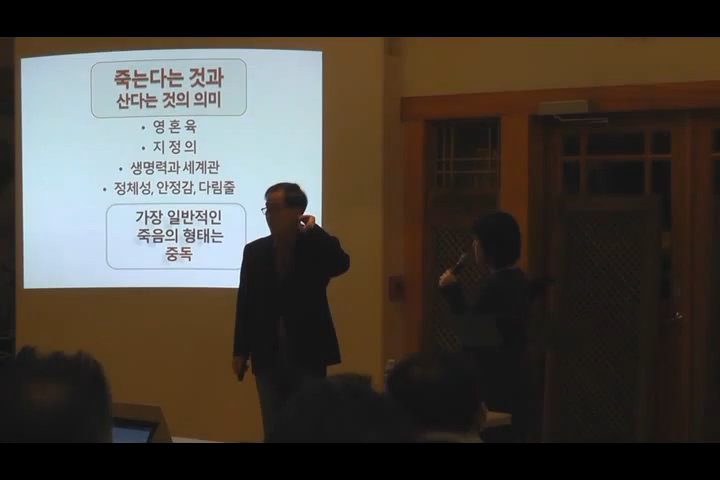 죽는다는 것과
산다는 것의 의미
• 영 혼 육
• 지 정 의
• 생명력과 세계관
• 정체성, 안정감, 다림줄
가장 일반적인
죽음의 형태는
중독